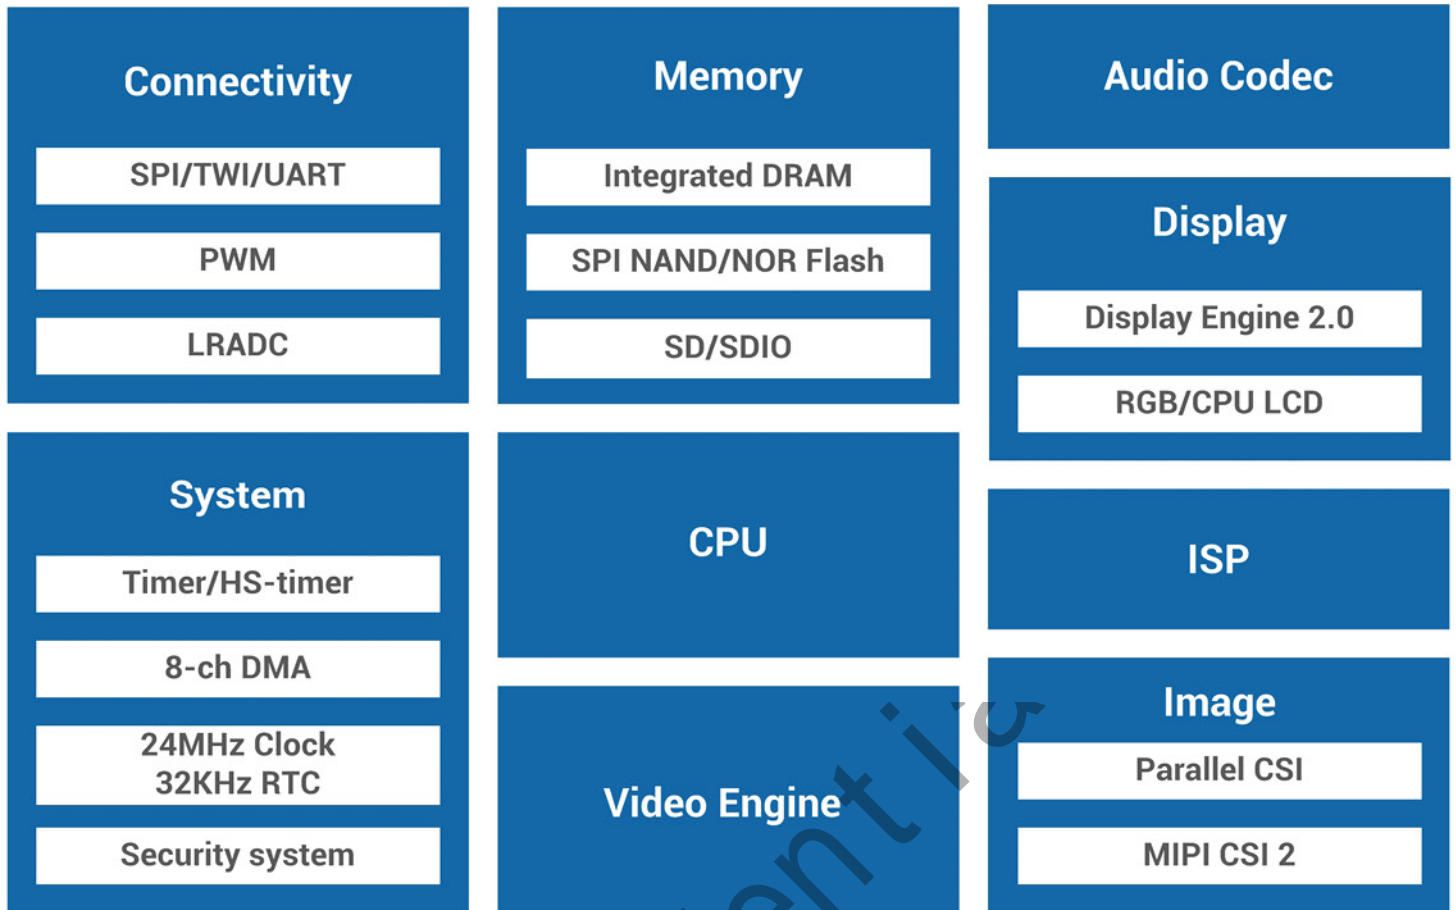 Connectivity
SPI/TWI/UART
PWM
LRADC
Memory
Integrated DRAM
SPI NAND/NOR Flash
SD/SDIO
Audio Codec
Display
Display Engine 2.0
RGB/CPU LCD
System
Timer/HS-timer
8-ch DMA
24MHz Clock
32KHz RTC
Security system
CPU
Video Engine
ISP
Image
Parallel CSI
MIPI CSI 2